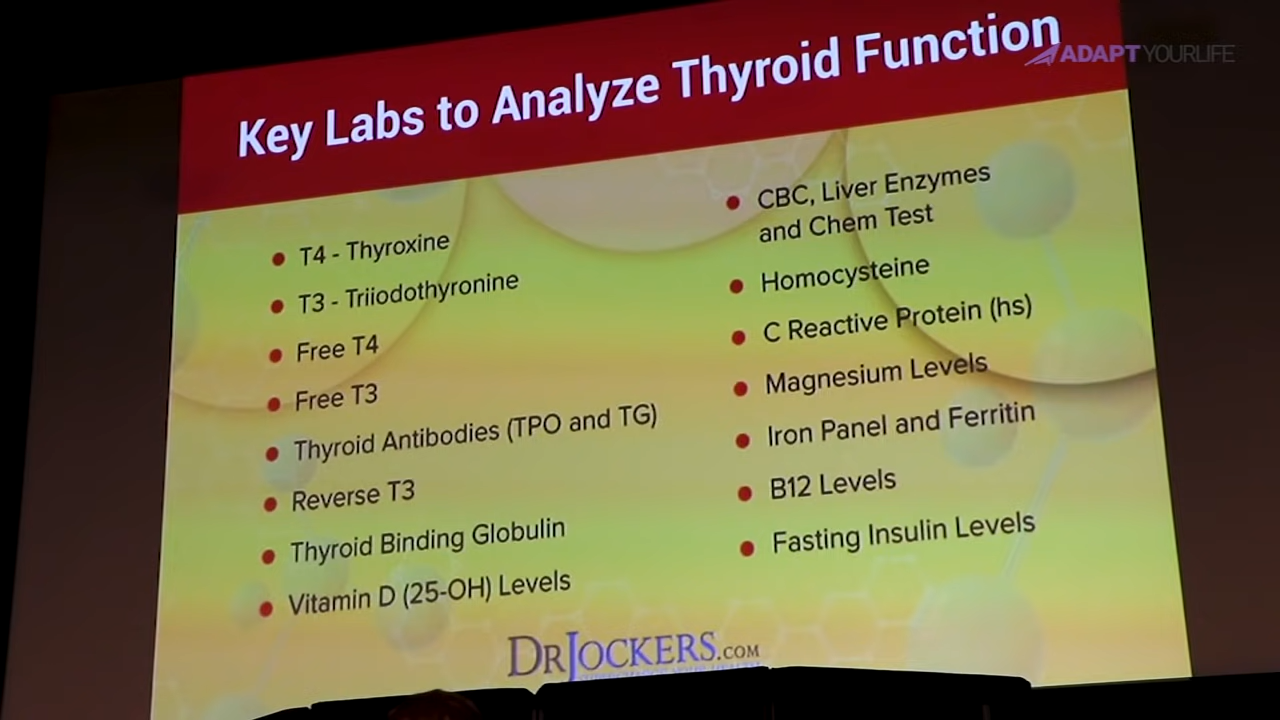 ADAPTYOURLIFE
Key Labs to Analyze Thyroid Function
T4 - Thyroxine
T3 - Triiodothyronine
Free T4
Free T3
Thyroid Antibodies (TPO and TG)
Reverse T3
Thyroid Binding Globulin
Vitamin D (25-OH) Levels
CBC, Liver Enzymes
and Chem Test
Homocysteine
C Reactive Protein (hs)
Magnesium Levels
Iron Panel and Ferritin
B12 Levels
Fasting Insulin Levels
DRJOCKERS.COM